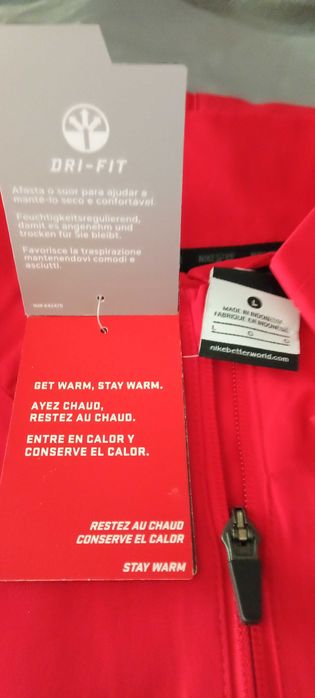 DRI-FIT
Afasta o suor para ajudar a
mantê-lo seco e confortável.
Feuchtigkeitsregulierend,
damit es angenehm und
trocken für Sie bleibt.
Favorisce la traspirazione
mantenendovi comodi e
asciutti.
GET WARM, STAY WARM.
AYEZ CHAUD,
RESTEZ AU CHAUD.
ENTRE EN CALOR Y
CONSERVE EL CALOR.
RESTEZ AU CHAUD
CONSERVE EL CALOR
STAY WARM
L
MADE IN INDONESIA
FABRIQUE EN INDONESIE
L G G
nikebetterworld.com